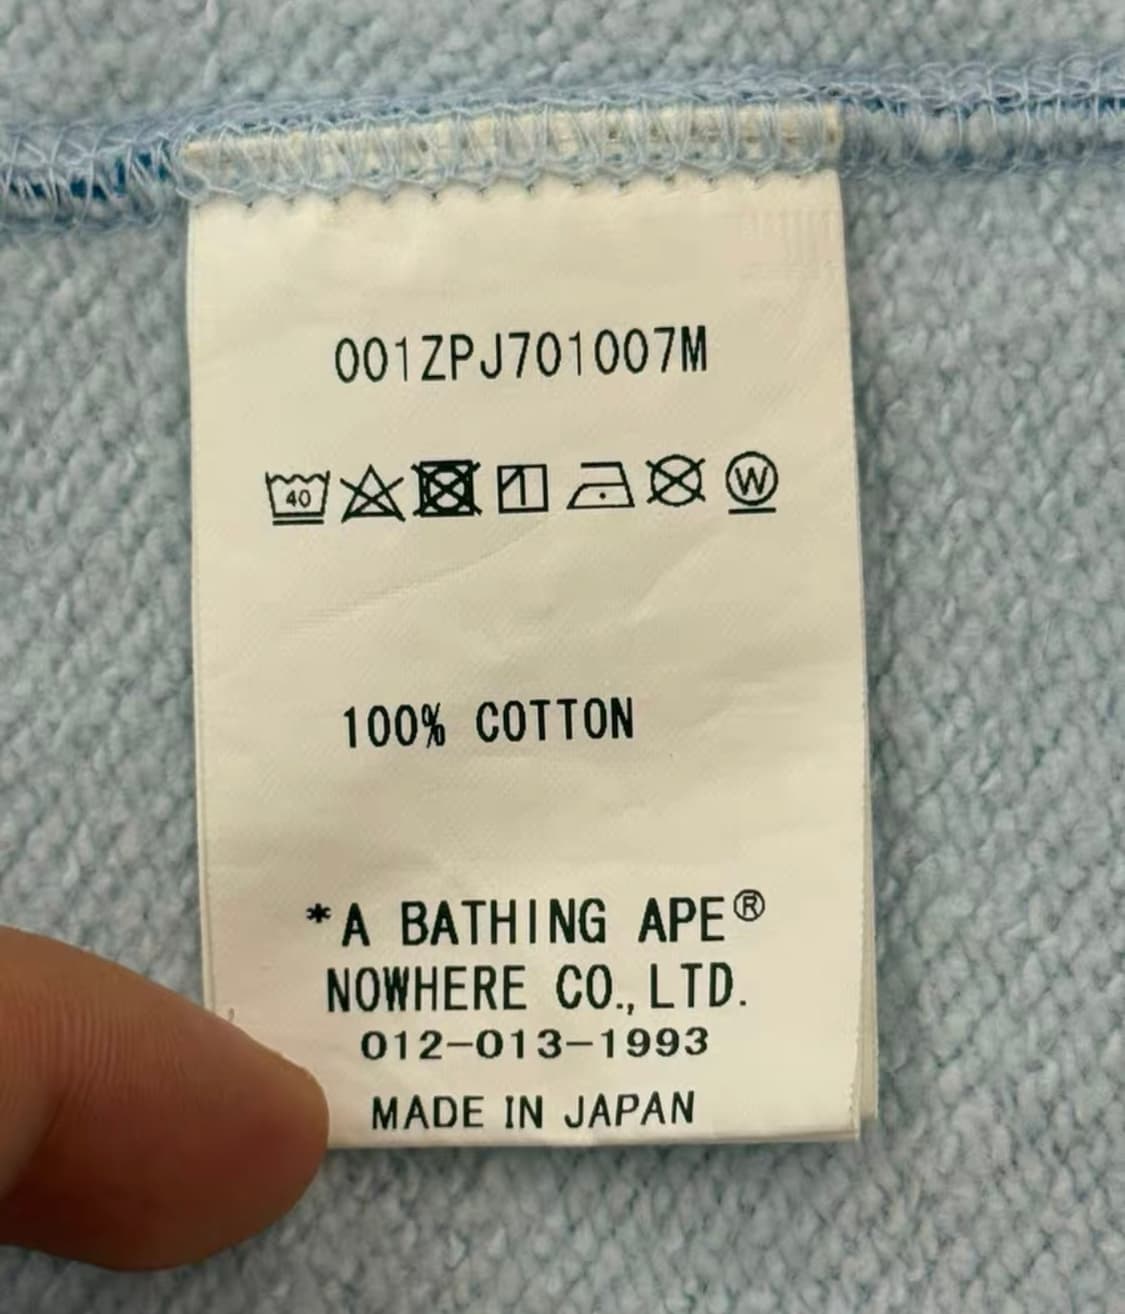 001ZPJ701007M
40 W
100% COTTON
*A BATHING APE®
NOWHERE CO., LTD.
012-013-1993
MADE IN JAPAN